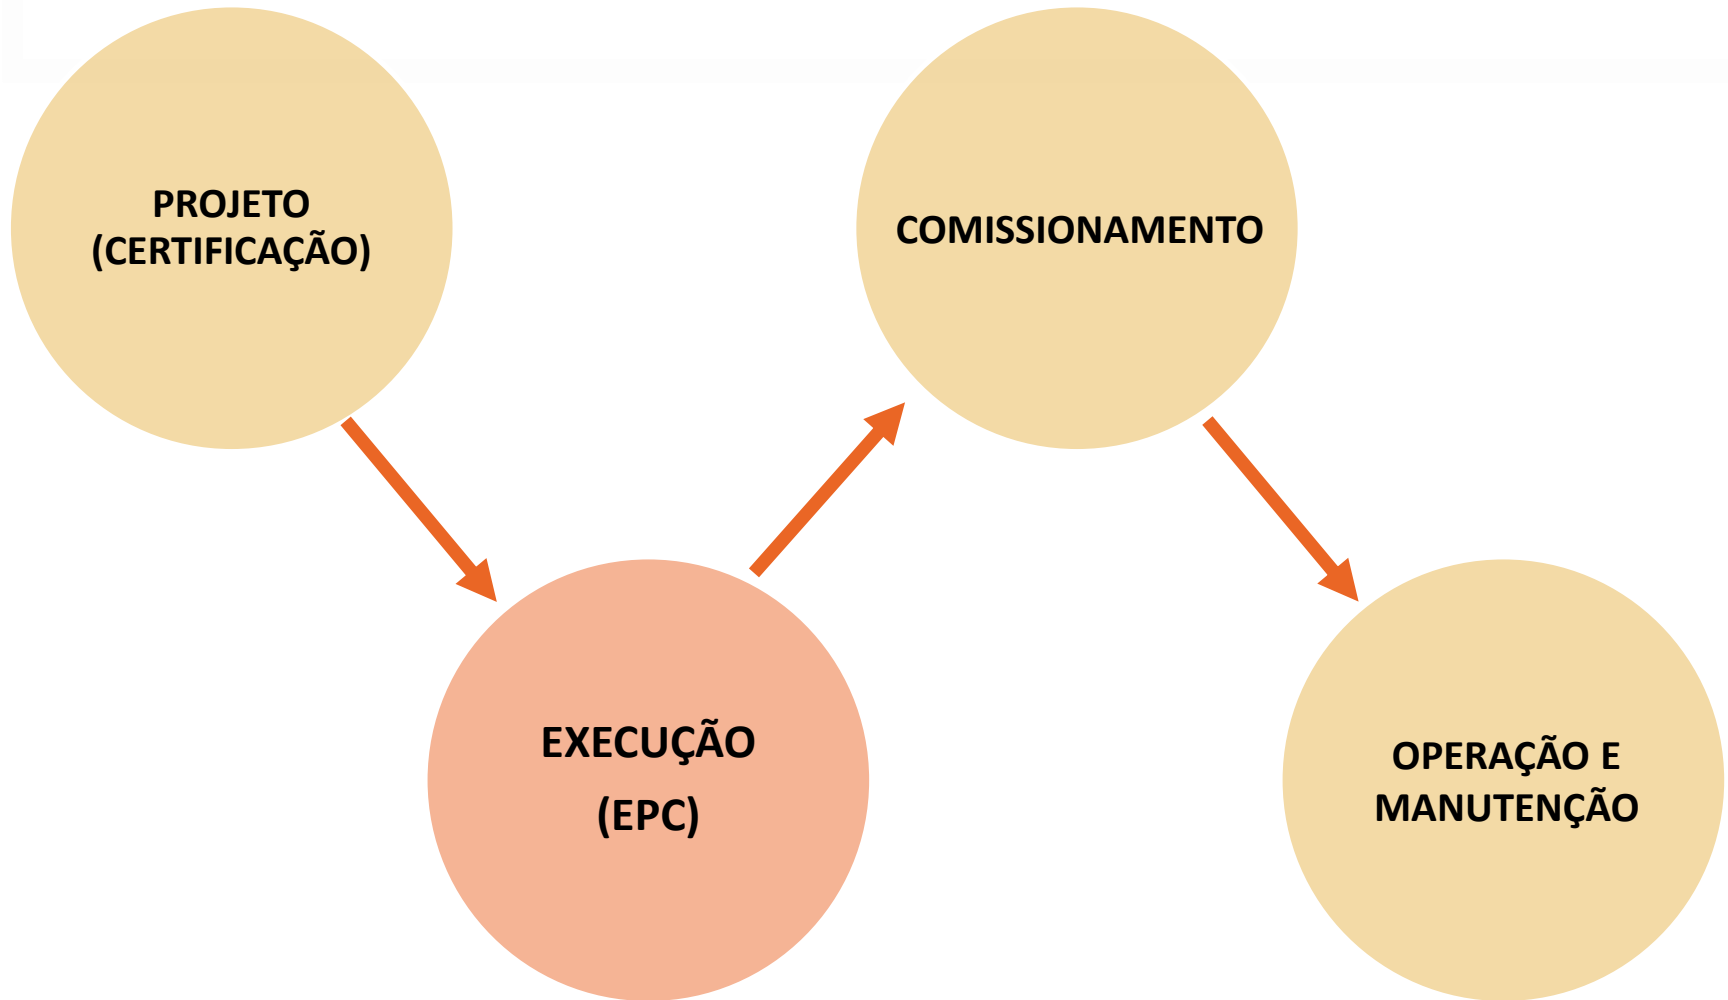 PROJETO
(CERTIFICAÇÃO)
EXECUÇÃO
(EPC)
COMISSIONAMENTO
OPERAÇÃO E
MANUTENÇÃO